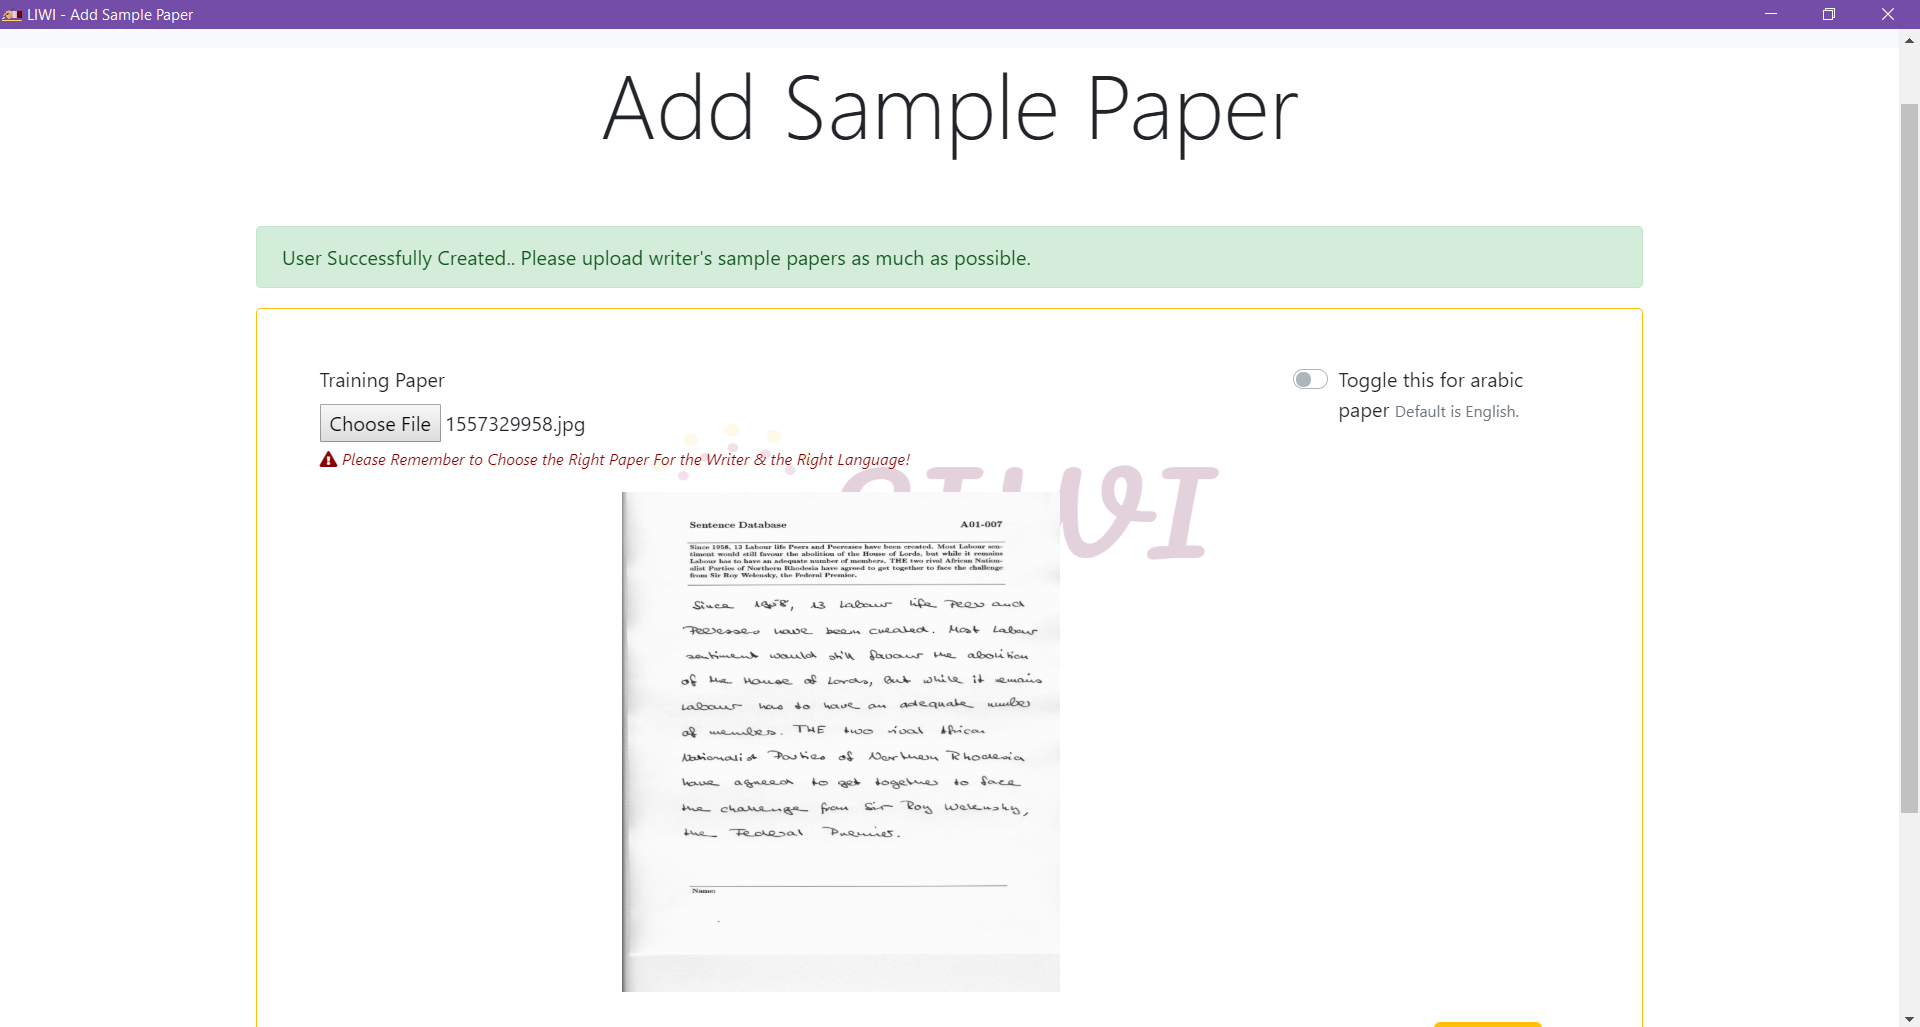 LIWI - Add Sample Paper
Add Sample Paper
User Successfully Created.. Please upload writer's sample papers as much as possible.
Training Paper
Toggle this for arabic
paper Default is English.
Choose File 1557329958.jpg
Please Remember to Choose the Right Paper For the Writer & the Right Language!
LIWI
Sentence Database A01-007
Since 1958, 13 Labour life Peers and Peeresses have been created. Most Labour sen-
timent would still favour the abolition of the House of Lords, but while it remains
Labour has to have an adequate number of members. THE two rival African Nation-
alist Parties of Northern Rhodesia have agreed to get together to face the challenge
from Sir Roy Welensky, the Federal Premier.
Since 1958, 13 Labour life Peers and
Peeresses have been created. Most Labour
sentiment would still favour the abolition
of the House of Lords, but while it remains
Labour has to have an adequate number
of members. THE two rival African
Nationalist Parties of Northern Rhodesia
have agreed to get together to face
the challenge from Sir Roy Welensky,
the Federal Premier.
Name: